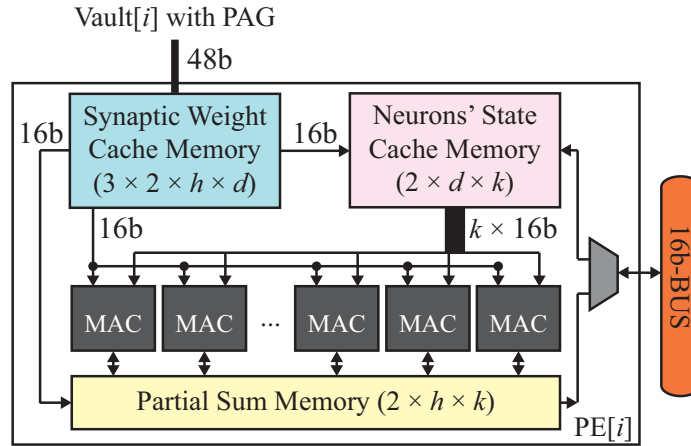 Vault[i] with PAG
48b
Synaptic Weight
Cache Memory
(3 × 2 × h × d)
16b
16b
Neurons' State
Cache Memory
(2 × d × k)
16b
k × 16b
MAC
MAC
...
MAC
MAC
MAC
16b-BUS
Partial Sum Memory (2 × h × k)
PE[i]